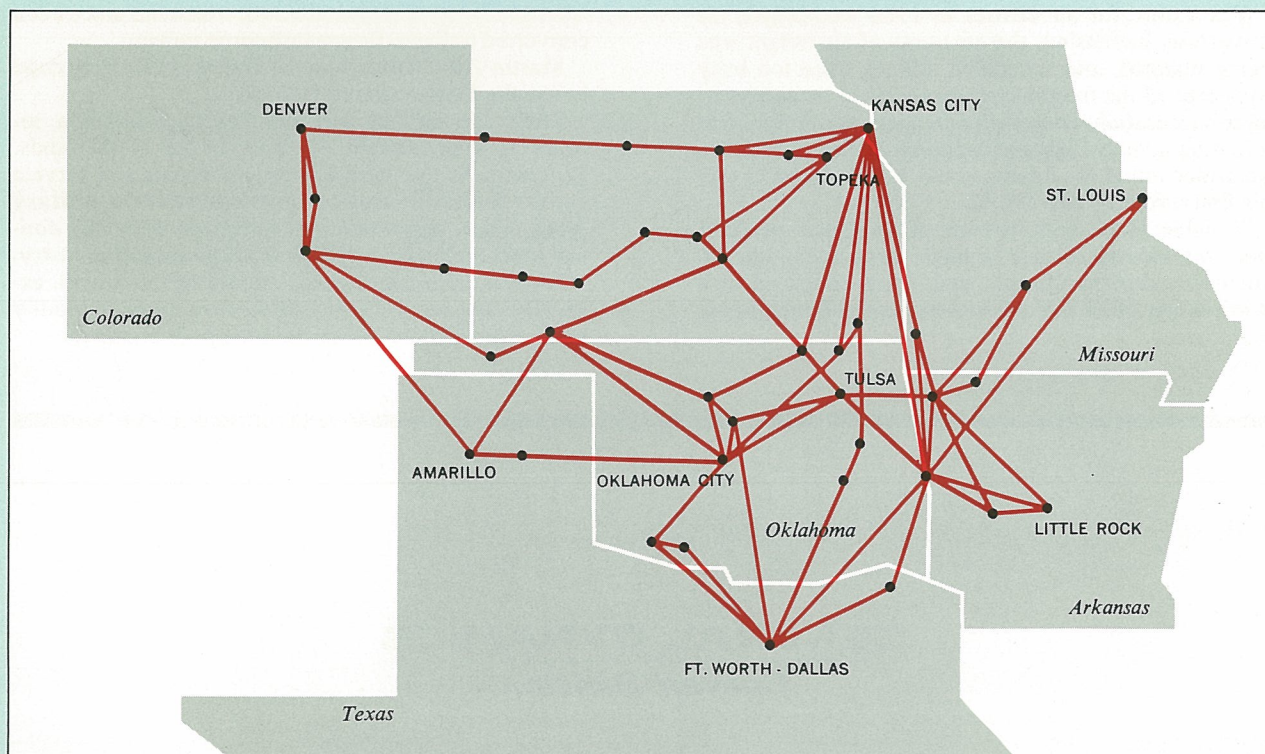 DENVER
KANSAS CITY
TOPEKA
ST. LOUIS
Colorado
Missouri
TULSA
AMARILLO
OKLAHOMA CITY
Oklahoma
LITTLE ROCK
Arkansas
FT. WORTH - DALLAS
Texas